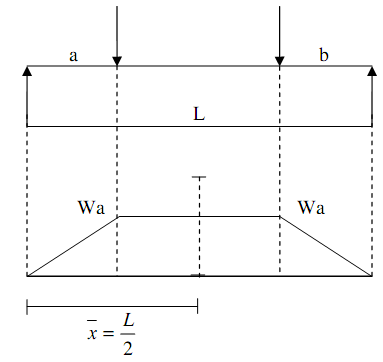 a b
L
Wa Wa
x̄ = L/2